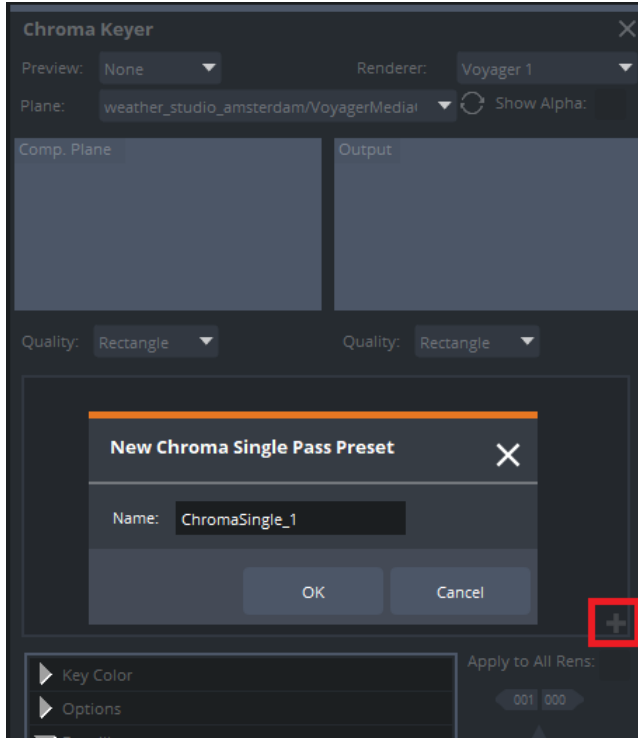 Chroma Keyer
Preview: None Renderer: Voyager 1
Plane: weather_studio_amsterdam/VoyagerMedia Show Alpha:
Comp. Plane Output
Quality: Rectangle Quality: Rectangle
New Chroma Single Pass Preset
Name: ChromaSingle_1
OK Cancel
Key Color Apply to All Rens:
Options 001 000